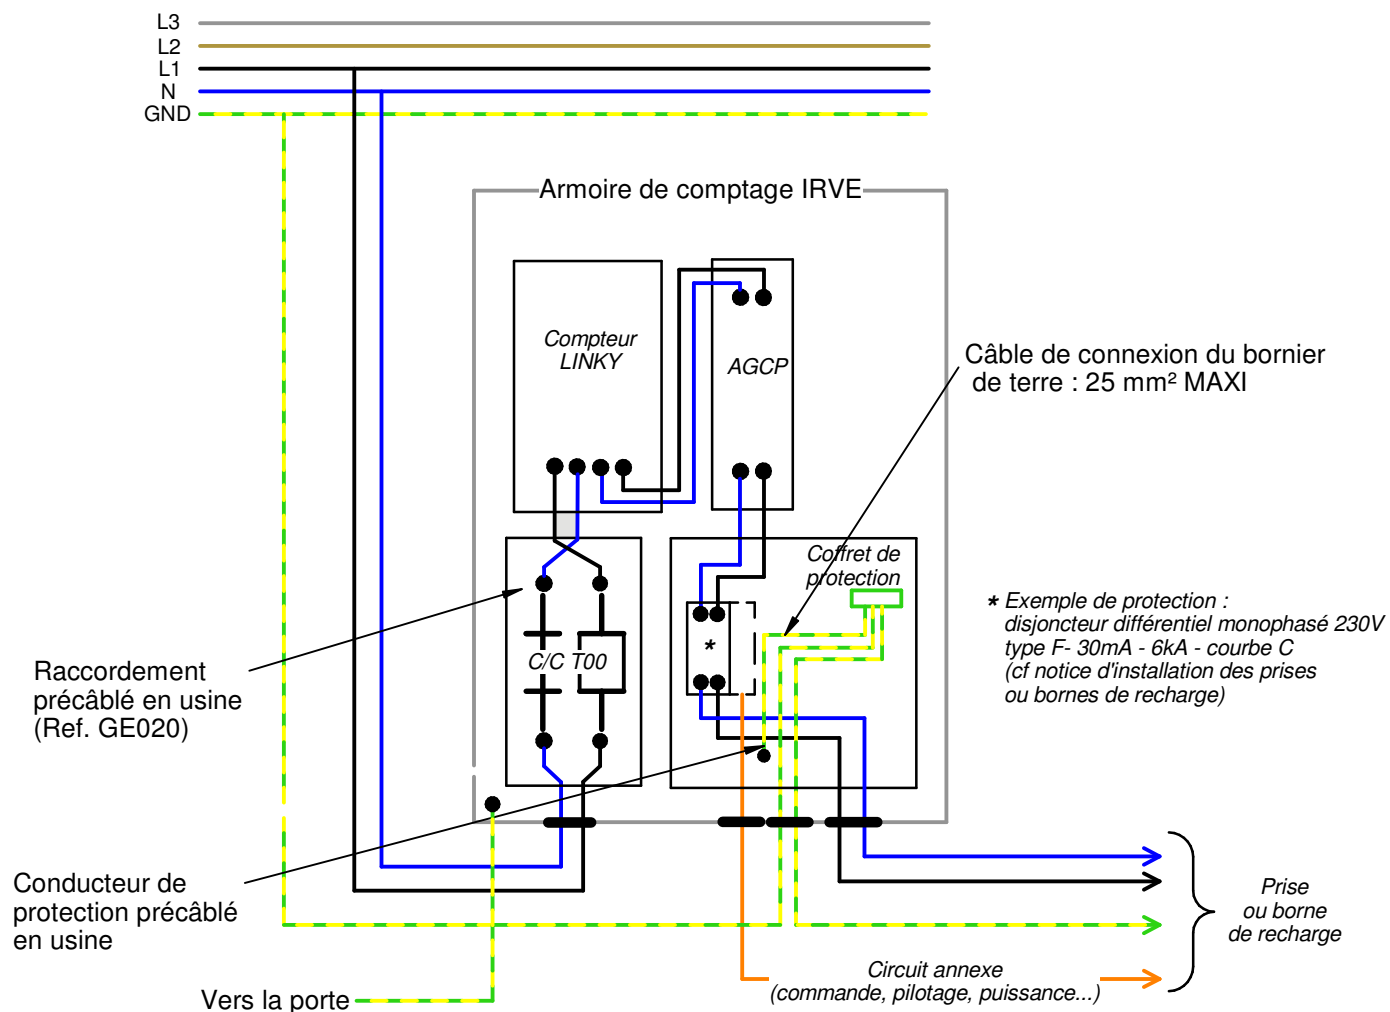 L3
L2
L1
N
GND
Armoire de comptage IRVE
Compteur
LINKY
AGCP
Câble de connexion du bornier
de terre : 25 mm² MAXI
Coffret de
protection
* Exemple de protection :
disjoncteur différentiel monophasé 230V
type F- 30mA - 6kA - courbe C
(cf notice d'installation des prises
ou bornes de recharge)
*
C/C T00
Raccordement
précâblé en usine
(Ref. GE020)
Conducteur de
protection précâblé
en usine
Prise
ou borne
de recharge
Circuit annexe
(commande, pilotage, puissance...)
Vers la porte